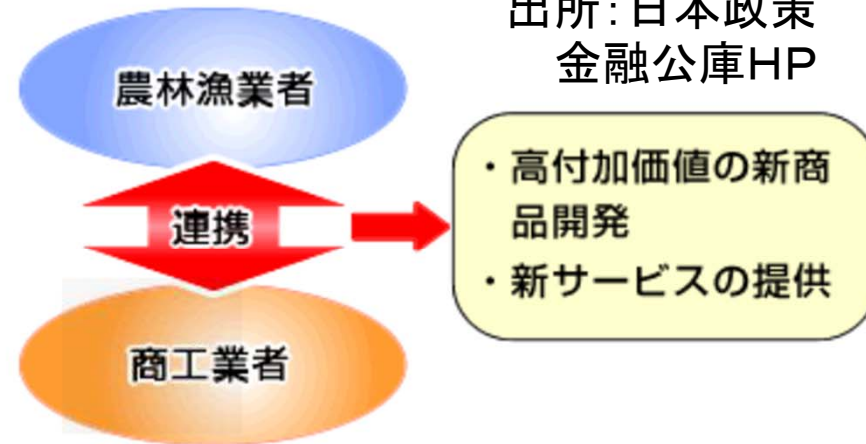 出所：日本政策
金融公庫ＨＰ
農林漁業者
連携
商工業者
・高付加価値の新商
品開発
・新サービスの提供